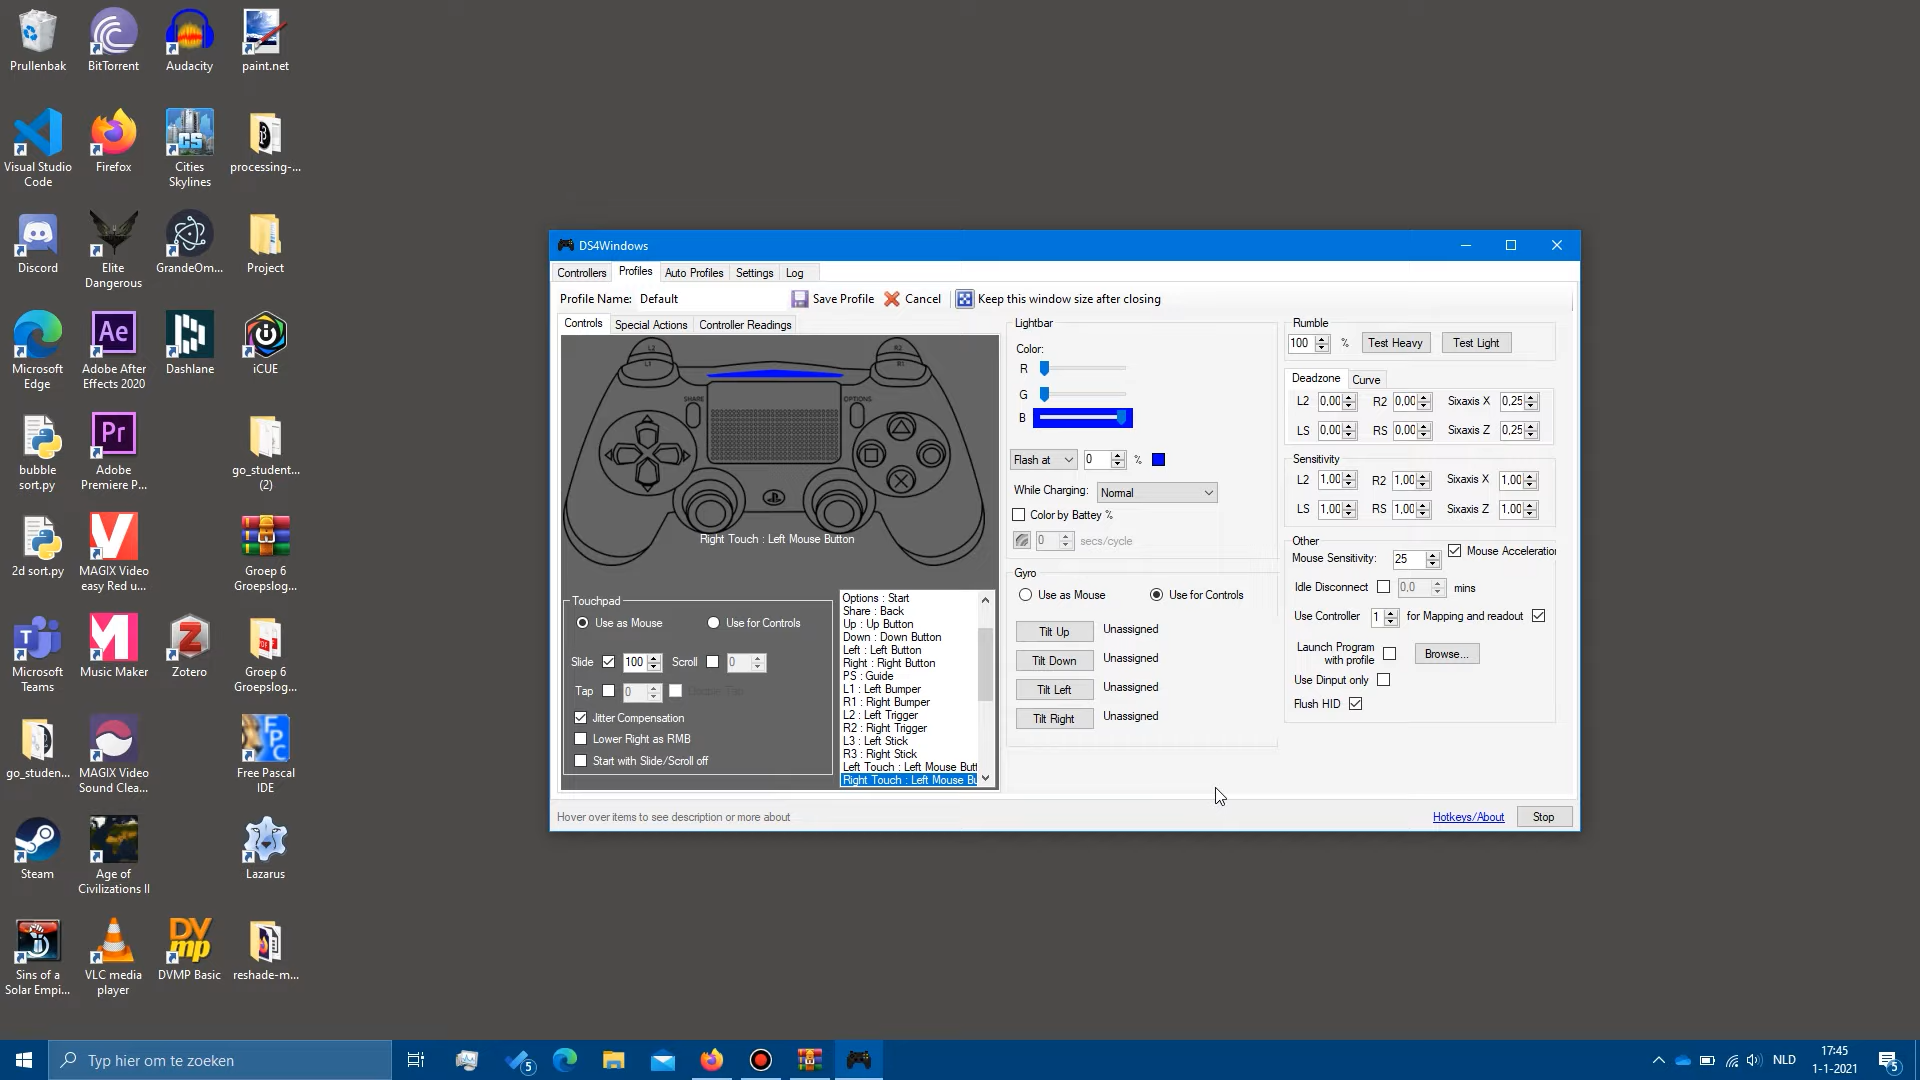 Prullenbak
BitTorrent
Audacity
paint.net
Visual Studio
Code
Firefox
Cities
Skylines
processing-...
Discord
Elite
Dangerous
GrandeOm...
Project
Microsoft
Edge
Adobe After
Effects 2020
Dashlane
iCUE
bubble
sort.py
Adobe
Premiere P...
go_student...
(2)
2d sort.py
MAGIX Video
easy Red u...
Groep 6
Groepslog...
Microsoft
Teams
Music Maker
Zotero
Groep 6
Groepslog...
go_studen...
MAGIX Video
Sound Clea...
Free Pascal
IDE
Steam
Age of
Civilizations II
Lazarus
Sins of a
Solar Empi...
VLC media
player
DVMP Basic
reshade-m...
DS4Windows
Controllers Profiles Auto Profiles Settings Log
Profile Name: Default Save Profile Cancel Keep this window size after closing
Controls Special Actions Controller Readings
L2 R2
L1 R1
SHARE OPTIONS
Right Touch : Left Mouse Button
Touchpad
Use as Mouse Use for Controls
Slide 100 Scroll 0
Tap 0 Double Tap
Jitter Compensation
Lower Right as RMB
Start with Slide/Scroll off
Options : Start
Share : Back
Up : Up Button
Down : Down Button
Left : Left Button
Right : Right Button
PS : Guide
L1 : Left Bumper
R1 : Right Bumper
L2 : Left Trigger
R2 : Right Trigger
L3 : Left Stick
R3 : Right Stick
Left Touch : Left Mouse Butt
Right Touch : Left Mouse Bu
Lightbar
Color:
R
G
B
Flash at 0 %
While Charging: Normal
Color by Battey %
0 secs/cycle
Gyro
Use as Mouse Use for Controls
Tilt Up Unassigned
Tilt Down Unassigned
Tilt Left Unassigned
Tilt Right Unassigned
Rumble
100 % Test Heavy Test Light
Deadzone Curve
L2 0,00 R2 0,00 Sixaxis X 0,25
LS 0,00 RS 0,00 Sixaxis Z 0,25
Sensitivity
L2 1,00 R2 1,00 Sixaxis X 1,00
LS 1,00 RS 1,00 Sixaxis Z 1,00
Other
Mouse Sensitivity: 25 Mouse Acceleration
Idle Disconnect 0,0 mins
Use Controller 1 for Mapping and readout
Launch Program
with profile Browse...
Use Dinput only
Flush HID
Hover over items to see description or more about Hotkeys/About Stop
Typ hier om te zoeken
5
NLD
17:45
1-1-2021
5